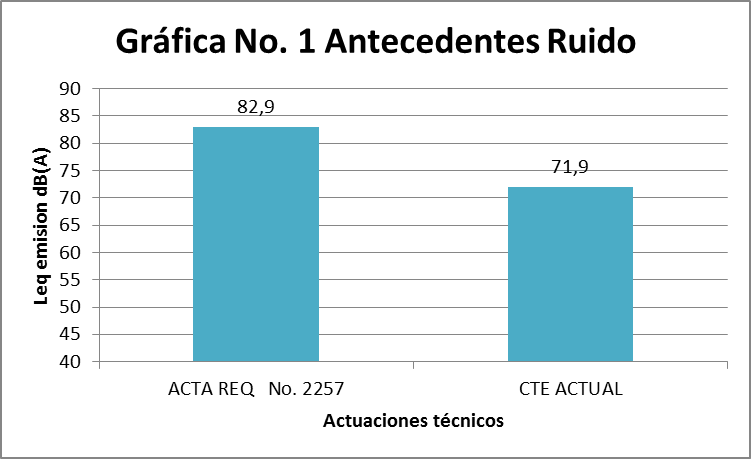 Gráfica No. 1 Antecedentes Ruido
90
85
80
75
70
65
60
55
50
45
40
Leq emision dB(A)
82,9
71,9
ACTA REQ No. 2257
CTE ACTUAL
Actuaciones técnicos